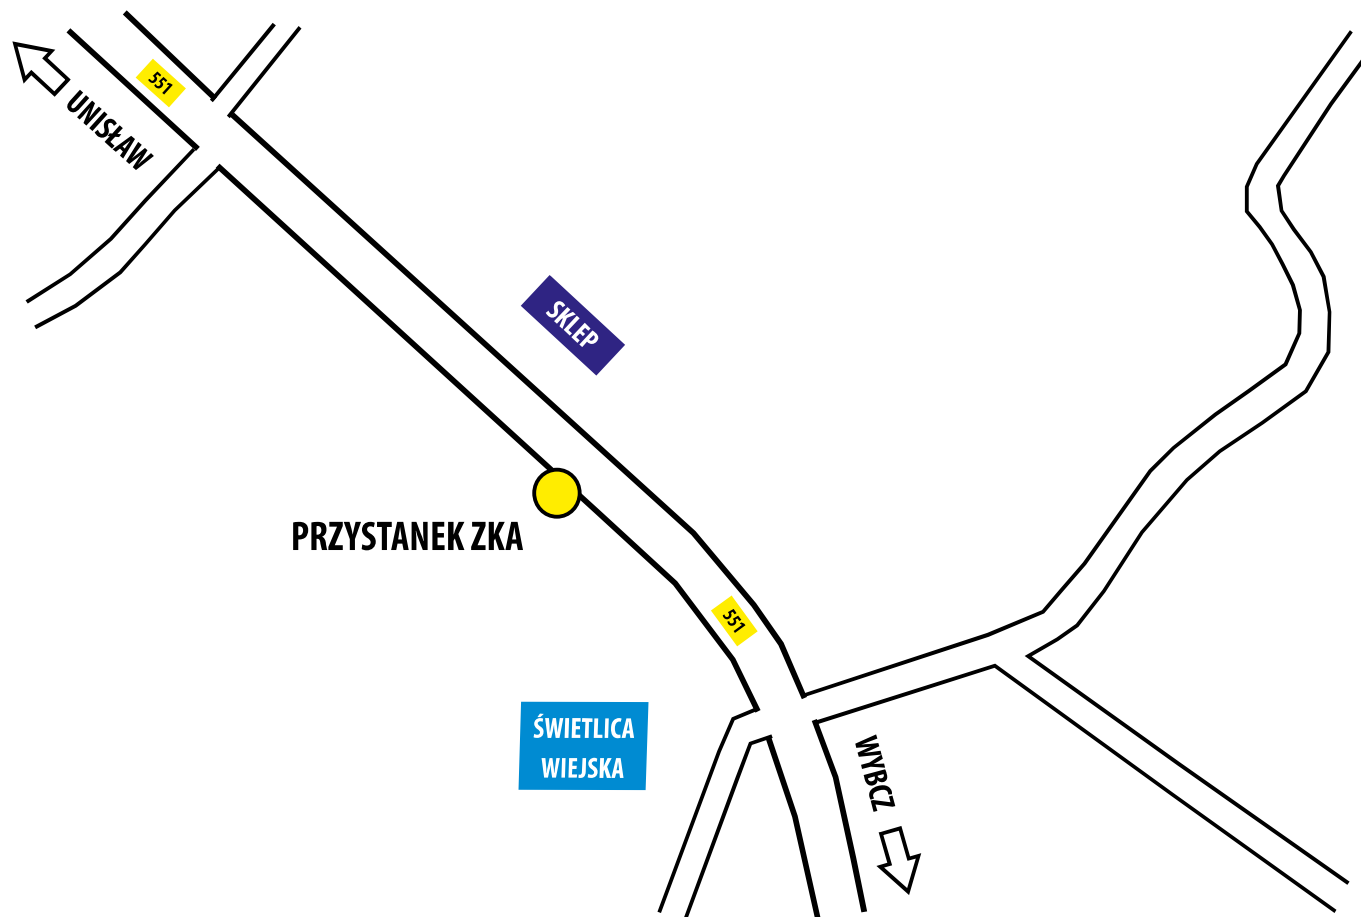 551
UNISŁAW
SKLEP
PRZYSTANEK ZKA
551
ŚWIETLICA
WIEJSKA
WYBCZ